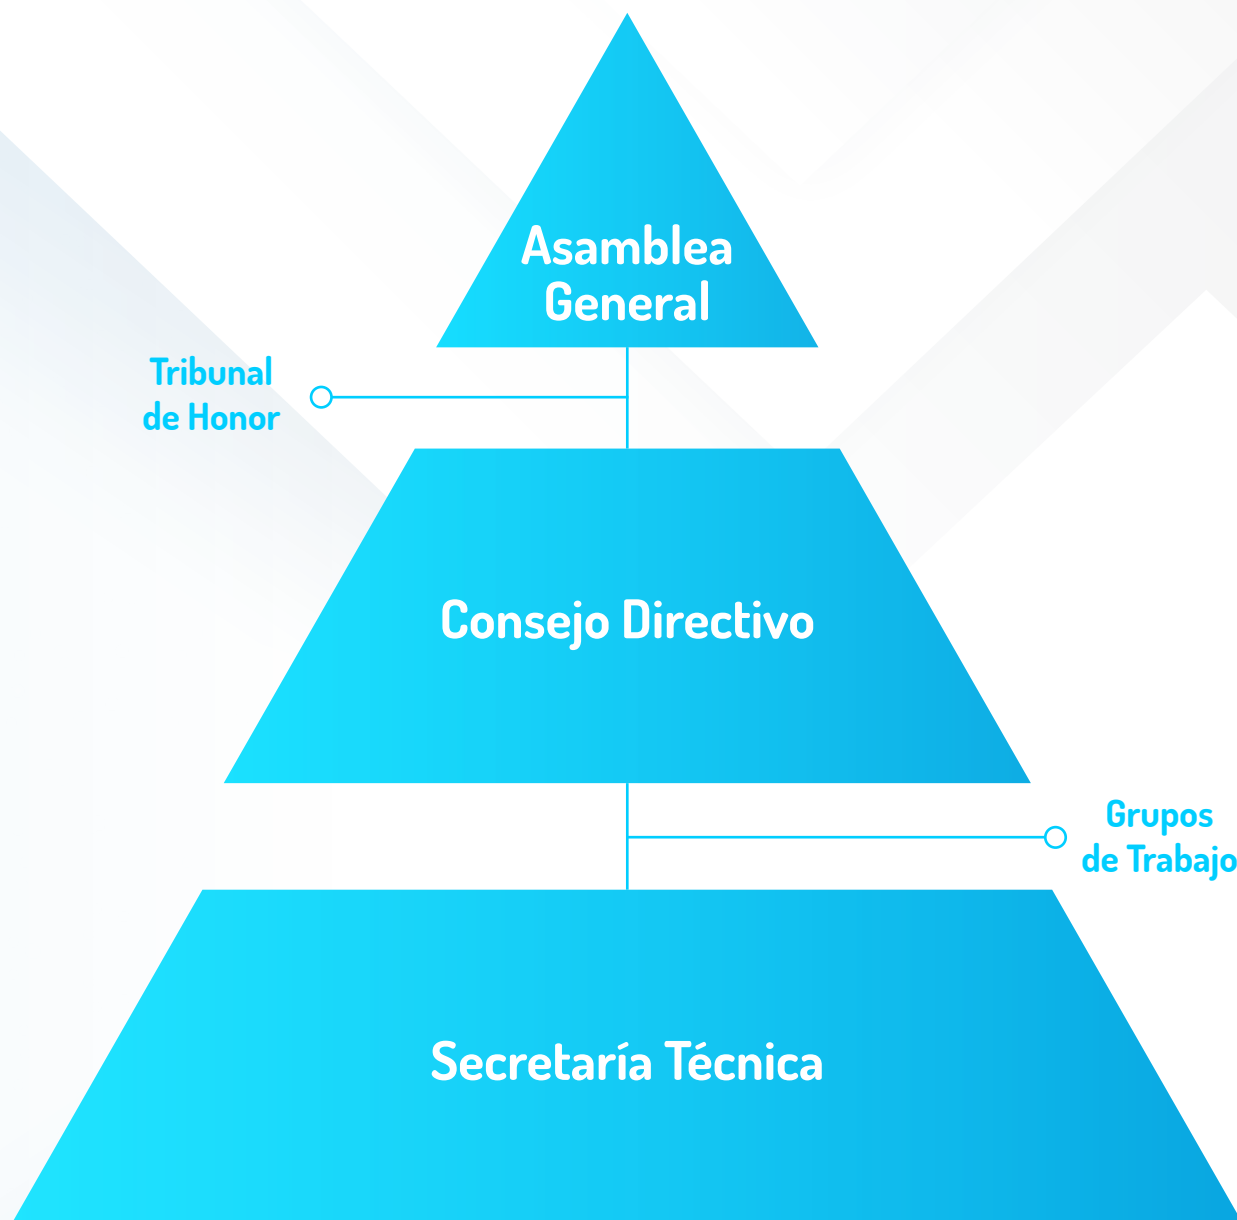 Asamblea
General
Tribunal
de Honor
Consejo Directivo
Grupos
de Trabajo
Secretaría Técnica